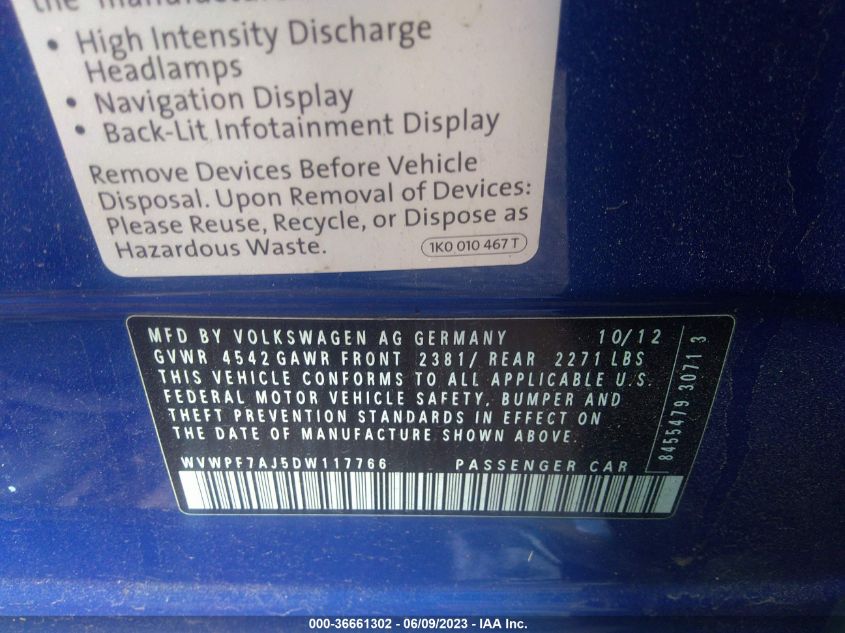 the manufacturer
• High Intensity Discharge
Headlamps
• Navigation Display
• Back-Lit Infotainment Display
Remove Devices Before Vehicle
Disposal. Upon Removal of Devices:
Please Reuse, Recycle, or Dispose as
Hazardous Waste.
1K0 010 467 T
MFD BY VOLKSWAGEN AG GERMANY 10/12
GVWR 4542 GAWR FRONT 2381/ REAR 2271 LBS
THIS VEHICLE CONFORMS TO ALL APPLICABLE U.S.
FEDERAL MOTOR VEHICLE SAFETY, BUMPER AND
THEFT PREVENTION STANDARDS IN EFFECT ON
THE DATE OF MANUFACTURE SHOWN ABOVE.
WVWPF7AJ5DW117766 PASSENGER CAR
8455479 3071 3
000-36661302 - 06/09/2023 - IAA Inc.